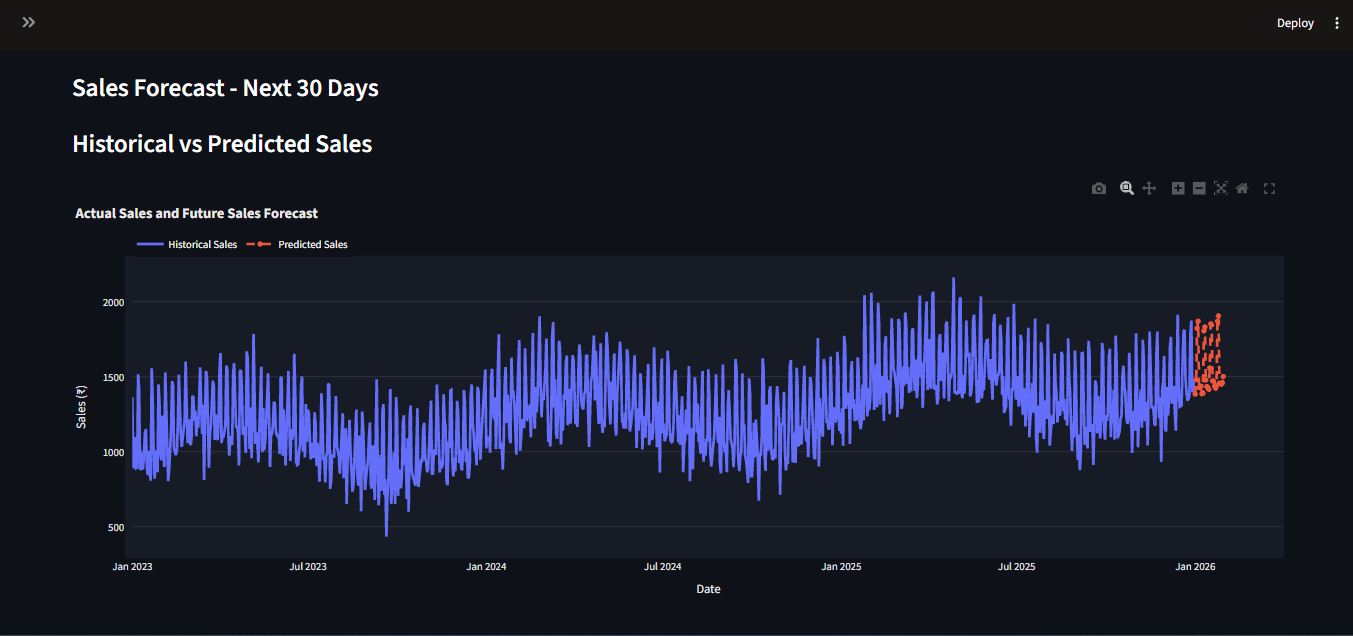 Deploy
Sales Forecast - Next 30 Days
Historical vs Predicted Sales
Actual Sales and Future Sales Forecast
Historical Sales Predicted Sales
2000
1500
1000
500
Sales (₹)
Jan 2023 Jul 2023 Jan 2024 Jul 2024 Jan 2025 Jul 2025 Jan 2026
Date